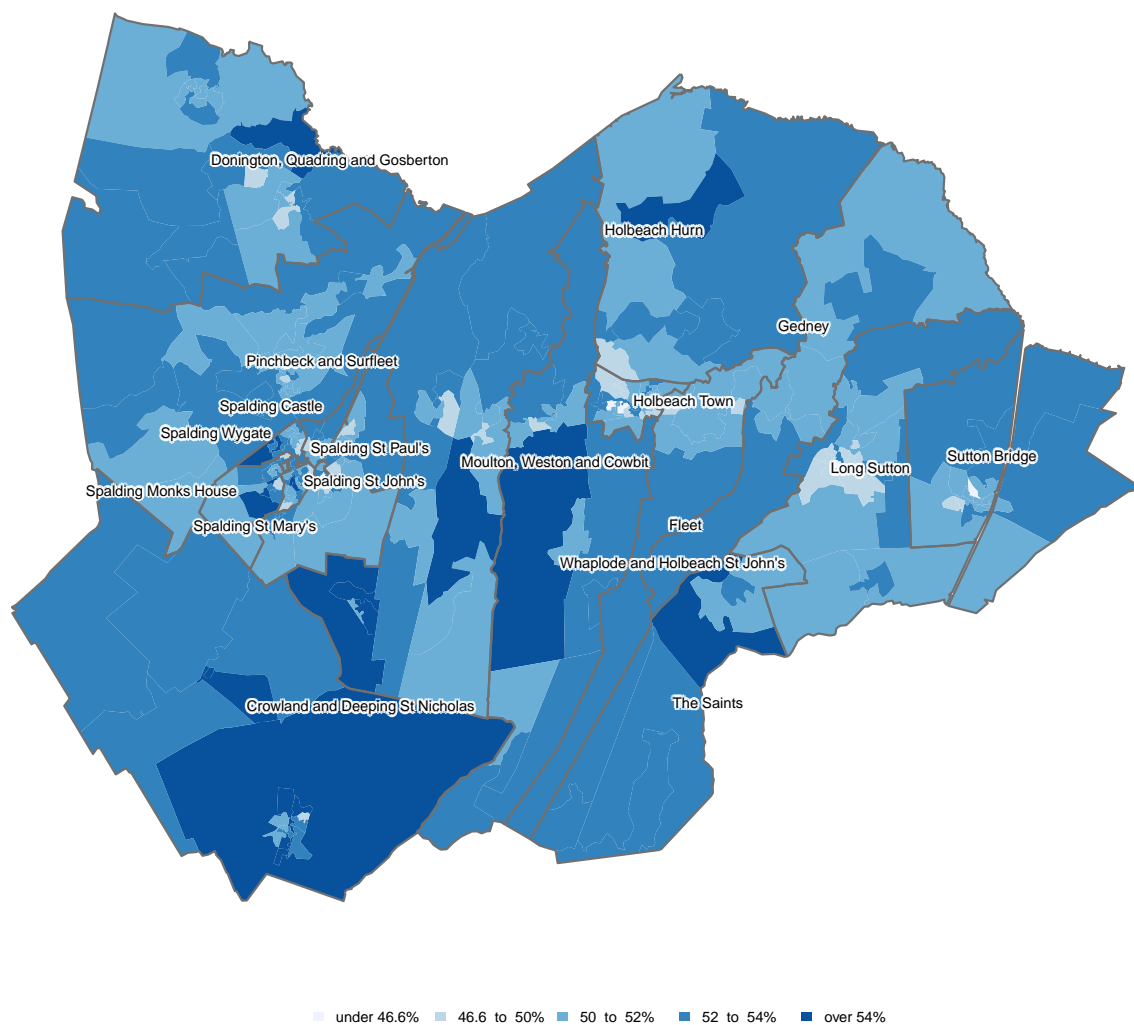 Donington, Quadring and Gosberton
Holbeach Hurn
Gedney
Pinchbeck and Surfleet
Holbeach Town
Spalding Castle
Spalding Wygate
Spalding St Paul's
Sutton Bridge
Moulton, Weston and Cowbit
Long Sutton
Spalding St John's
Spalding Monks House
Fleet
Spalding St Mary's
Whaplode and Holbeach St John's
The Saints
Crowland and Deeping St Nicholas
under 46.6% 46.6 to 50% 50 to 52% 52 to 54% over 54%